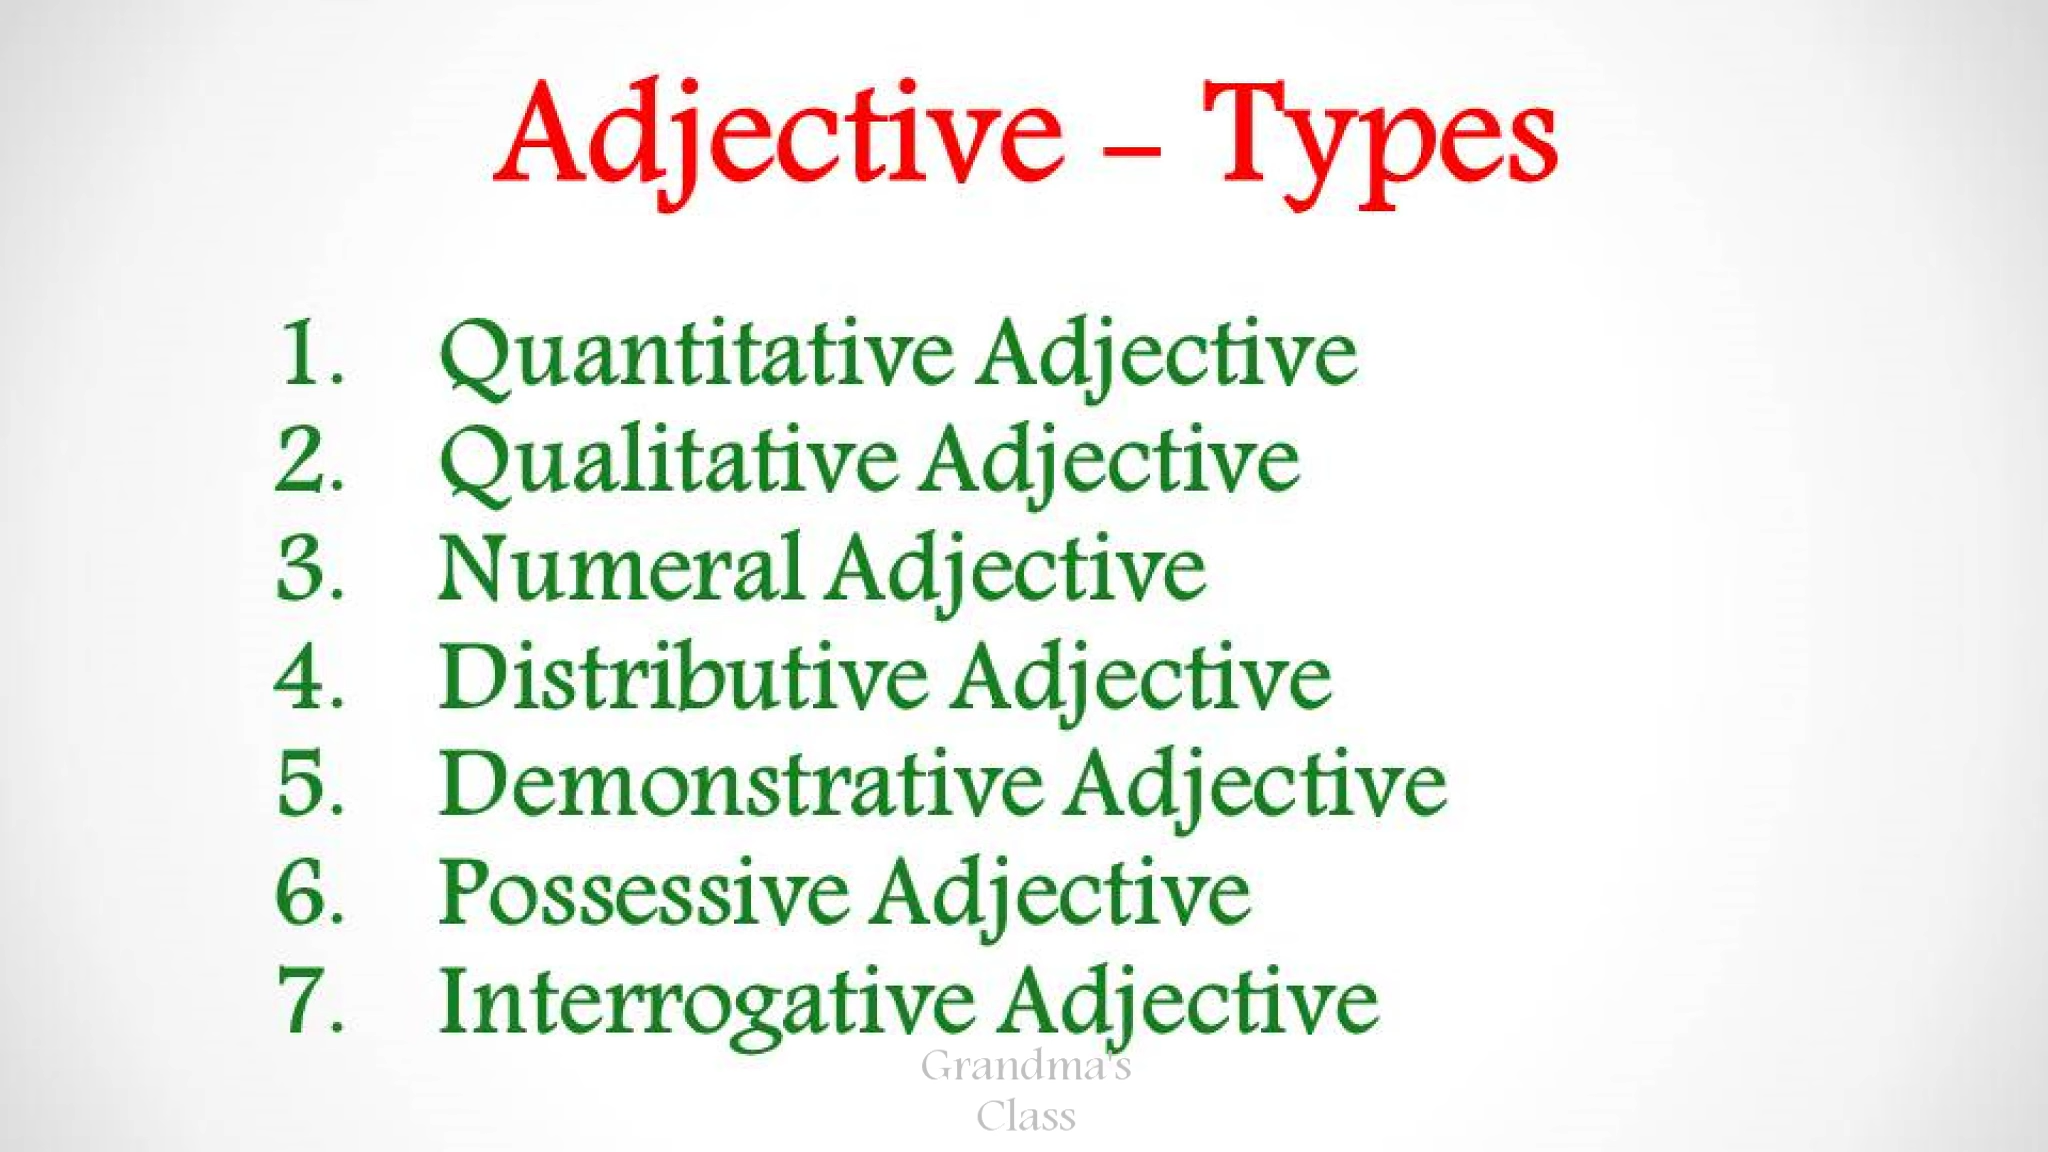 Adjective – Types
1. Quantitative Adjective
2. Qualitative Adjective
3. Numeral Adjective
4. Distributive Adjective
5. Demonstrative Adjective
6. Possessive Adjective
7. Interrogative Adjective
Grandma's
Class